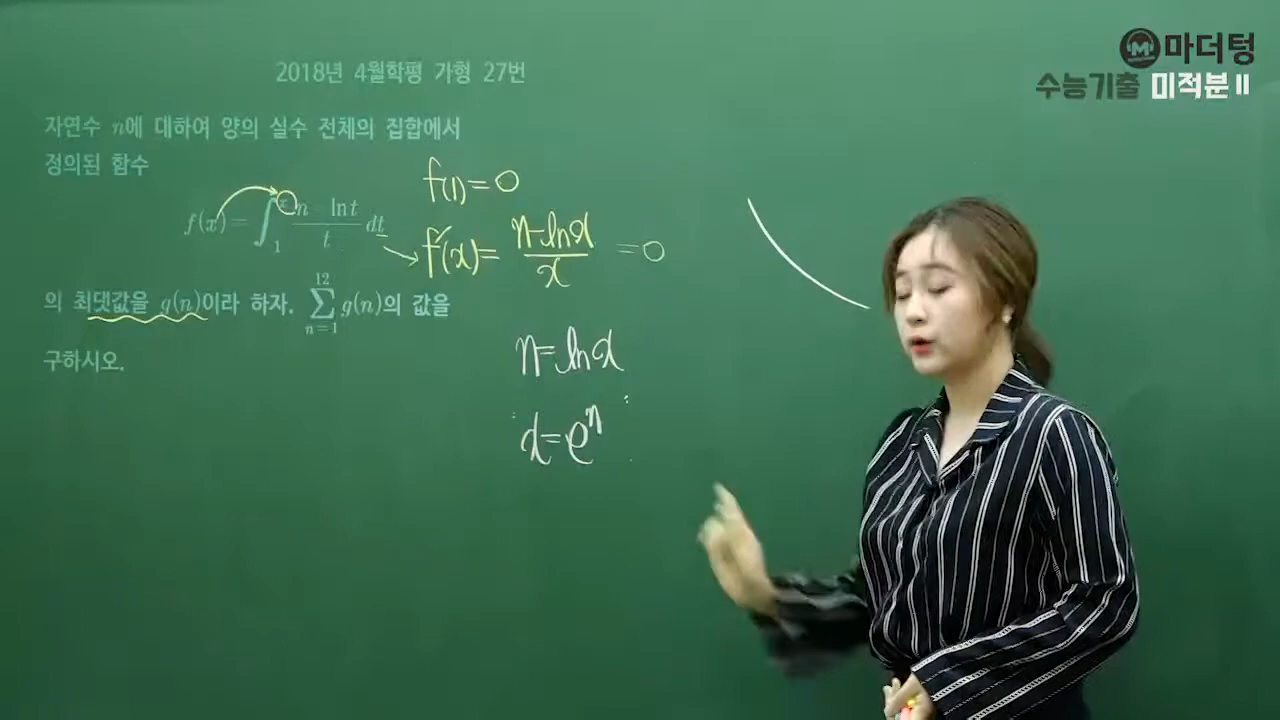 마더텅
수능기출 미적분 II
2018년 4월학평 가형 27번
자연수 n에 대하여 양의 실수 전체의 집합에서
정의된 함수
f(x) = ∫₁ˣ (n - ln t)/t dt
의 최댓값을 g(n)이라 하자. ∑_{n=1}^{12} g(n)의 값을
구하시오.
f(1) = 0
f'(x) = (n - ln x)/x = 0
n = ln x
x = eⁿ